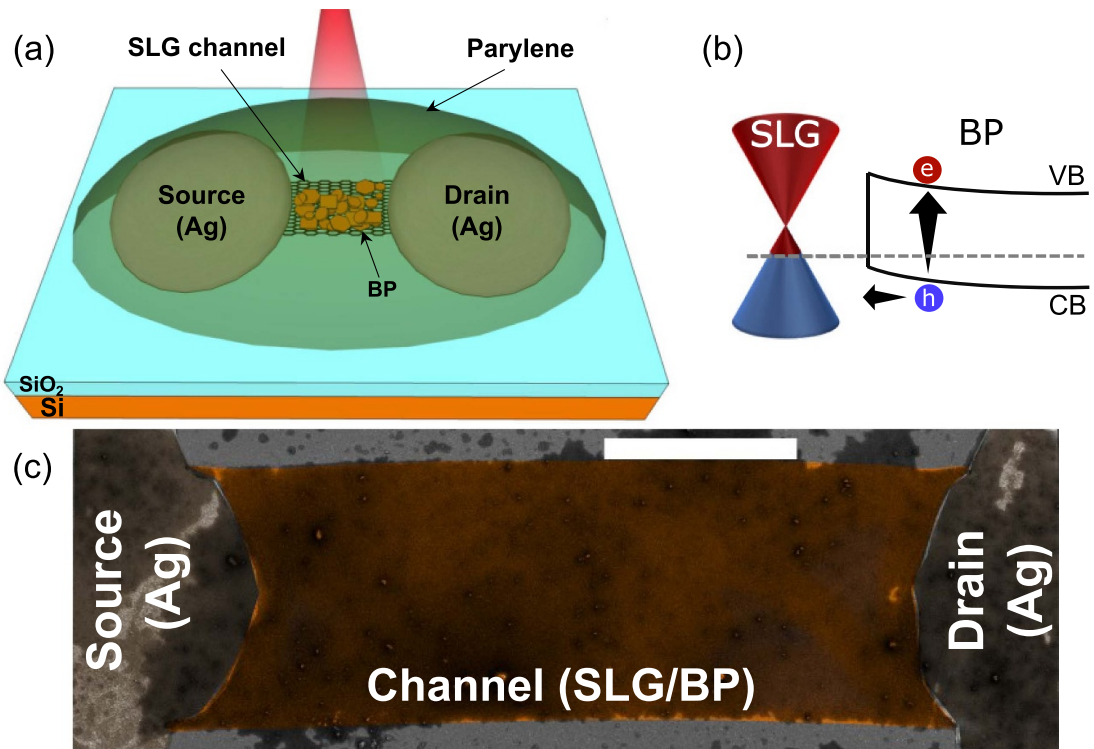 (a)
SLG channel
Parylene
Source
(Ag)
Drain
(Ag)
BP
SiO₂
Si
(b)
SLG
BP
e
VB
h
CB
(c)
Source
(Ag)
Channel (SLG/BP)
Drain
(Ag)